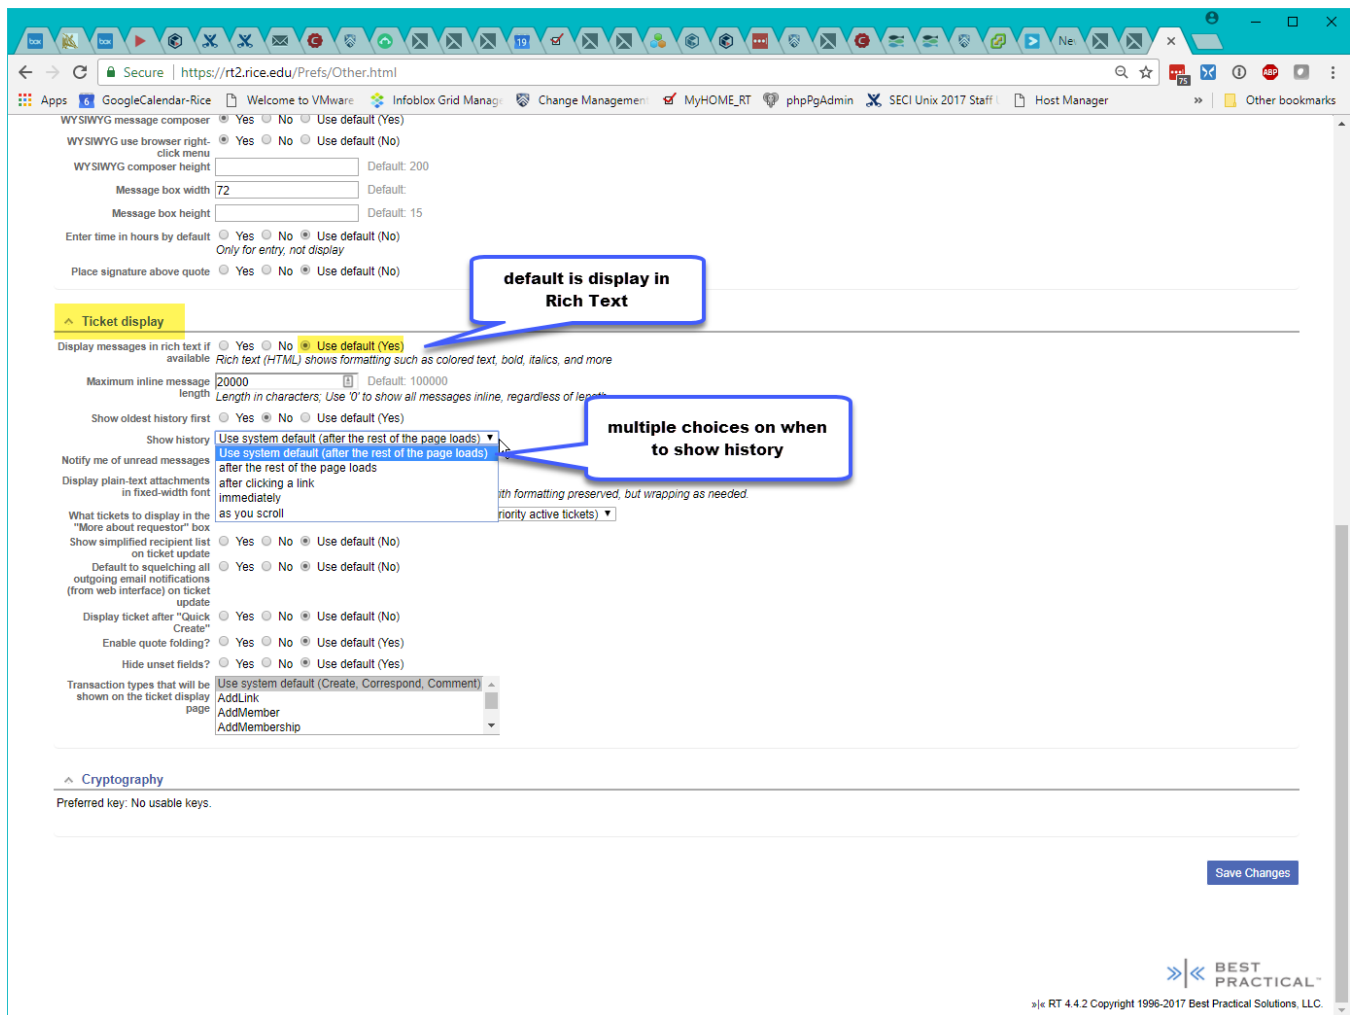 box
box
19
Ne
Secure | https://rt2.rice.edu/Prefs/Other.html
75
ABP
Apps
6
GoogleCalendar-Rice
Welcome to VMware
Infoblox Grid Manag
Change Management
MyHOME_RT
phpPgAdmin
SECI Unix 2017 Staff
Host Manager
»
Other bookmarks
WYSIWYG message composer Yes No Use default (Yes)
WYSIWYG use browser right-click menu Yes No Use default (No)
WYSIWYG composer height Default: 200
Message box width 72 Default:
Message box height Default: 15
Enter time in hours by default Yes No Use default (No)
Only for entry, not display
Place signature above quote Yes No Use default (No)
default is display in
Rich Text
Ticket display
Display messages in rich text if available Yes No Use default (Yes)
Rich text (HTML) shows formatting such as colored text, bold, italics, and more
Maximum inline message length 20000 Default: 100000
Length in characters; Use '0' to show all messages inline, regardless of length
multiple choices on when
to show history
Show oldest history first Yes No Use default (Yes)
Show history Use system default (after the rest of the page loads)
Use system default (after the rest of the page loads)
after the rest of the page loads
after clicking a link
immediately
as you scroll
Notify me of unread messages
Display plain-text attachments
in fixed-width font
ith formatting preserved, but wrapping as needed.
What tickets to display in the
"More about requestor" box
riority active tickets)
Show simplified recipient list
on ticket update
Yes No Use default (No)
Default to squelching all
outgoing email notifications
(from web interface) on ticket
update
Yes No Use default (No)
Display ticket after "Quick
Create"
Yes No Use default (No)
Enable quote folding? Yes No Use default (Yes)
Hide unset fields? Yes No Use default (Yes)
Transaction types that will be
shown on the ticket display
page
Use system default (Create, Correspond, Comment)
AddLink
AddMember
AddMembership
Cryptography
Preferred key: No usable keys.
Save Changes
»|« BEST
PRACTICAL™
»|« RT 4.4.2 Copyright 1996-2017 Best Practical Solutions, LLC.